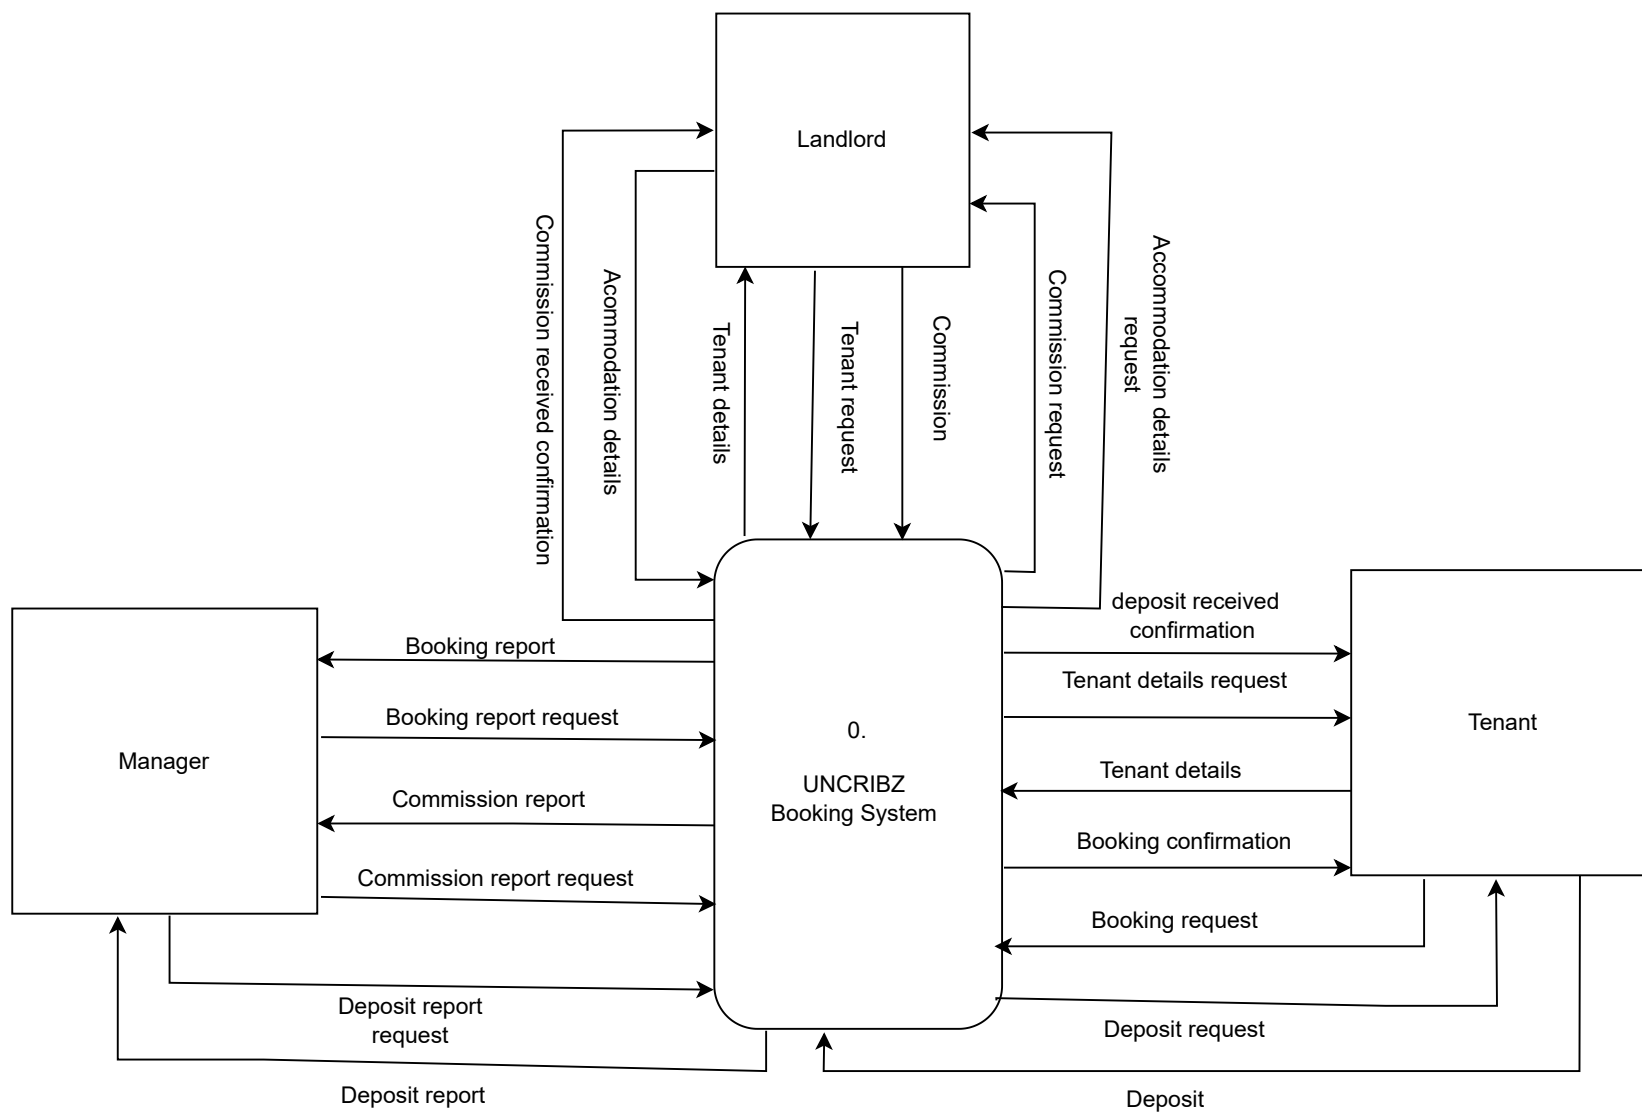 Landlord
Commission received confirmation
Acommodation details
Tenant details
Tenant request
Commission
Commission request
Accommodation details
request
deposit received
confirmation
Booking report
Tenant details request
Booking report request
Tenant
0.
Manager
Tenant details
UNCRIBZ
Booking System
Commission report
Booking confirmation
Commission report request
Booking request
Deposit report
request
Deposit request
Deposit report
Deposit